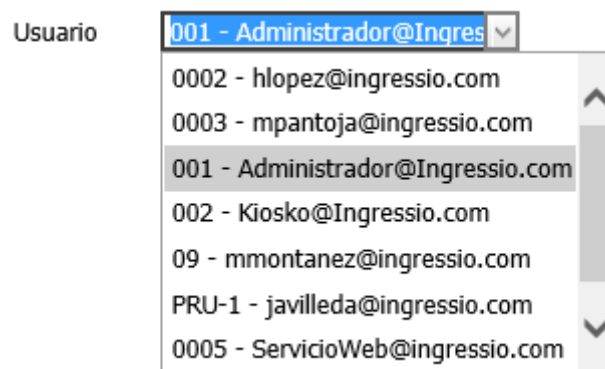 Usuario 001 - Administrador@Ingres
0002 - hlopez@ingressio.com
0003 - mpantoja@ingressio.com
001 - Administrador@Ingressio.com
002 - Kiosko@Ingressio.com
09 - mmontanez@ingressio.com
PRU-1 - javilleda@ingressio.com
0005 - ServicioWeb@ingressio.com